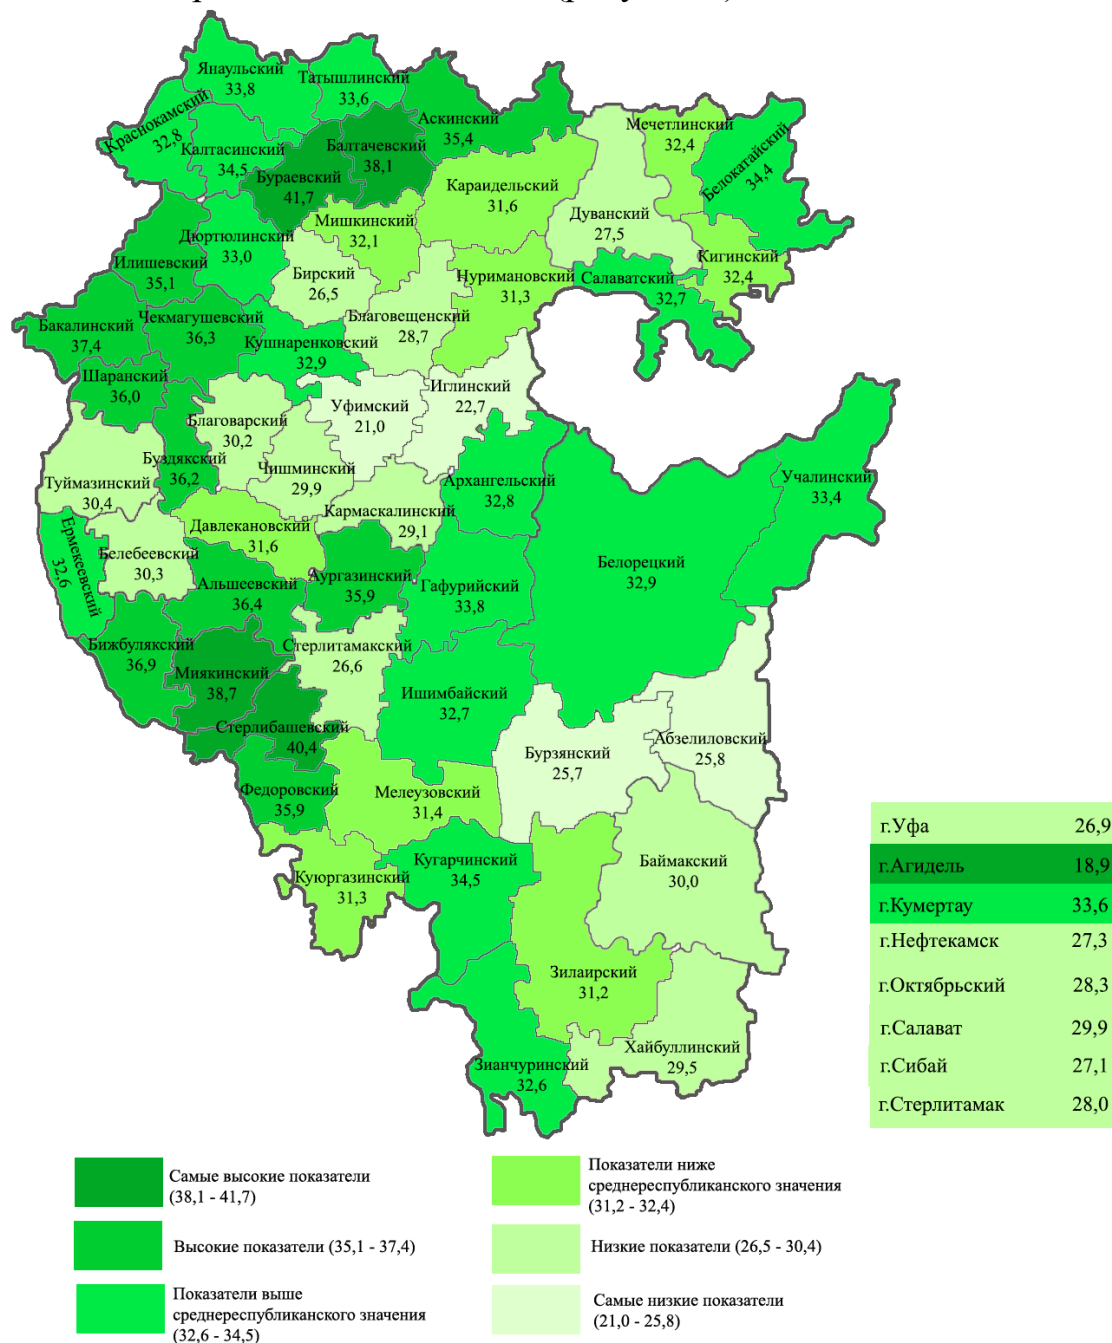 Янаульский
33,8
Татышлинский
33,6
Краснокамский
32,8
Аскинский
35,4
Калтасинский
34,5
Балтачевский
38,1
Бураевский
41,7
Мечетлинский
32,4
Белокатайский
34,4
Караидельский
31,6
Дуванский
27,5
Мишкинский
32,1
Дюртюлинский
33,0
Илишевский
35,1
Бирский
26,5
Нуримановский
31,3
Салаватский
32,7
Кигинский
32,4
Бакалинский
37,4
Чекмагушевский
36,3
Благовещенский
28,7
Кушнаренковский
32,9
Шаранский
36,0
Иглинский
22,7
Уфимский
21,0
Благоварский
30,2
Буздякский
36,2
Чишминский
29,9
Туймазинский
30,4
Архангельский
32,8
Учалинский
33,4
Кармаскалинский
29,1
Давлекановский
31,6
Ермекеевский
32,6
Белебеевский
30,3
Белорецкий
32,9
Альшеевский
36,4
Аургазинский
35,9
Гафурийский
33,8
Бижбулякский
36,9
Стерлитамакский
26,6
Миякинский
38,7
Ишимбайский
32,7
Стерлибашевский
40,4
Бурзянский
25,7
Абзелиловский
25,8
Федоровский
35,9
Мелеузовский
31,4
Кугарчинский
34,5
Баймакский
30,0
Куюргазинский
31,3
Зилаирский
31,2
Хайбуллинский
29,5
Зианчуринский
32,6
г.Уфа 26,9
г.Агидель 18,9
г.Кумертау 33,6
г.Нефтекамск 27,3
г.Октябрьский 28,3
г.Салават 29,9
г.Сибай 27,1
г.Стерлитамак 28,0
Самые высокие показатели
(38,1 - 41,7)
Высокие показатели (35,1 - 37,4)
Показатели выше
среднереспубликанского значения
(32,6 - 34,5)
Показатели ниже
среднереспубликанского значения
(31,2 - 32,4)
Низкие показатели (26,5 - 30,4)
Самые низкие показатели
(21,0 - 25,8)